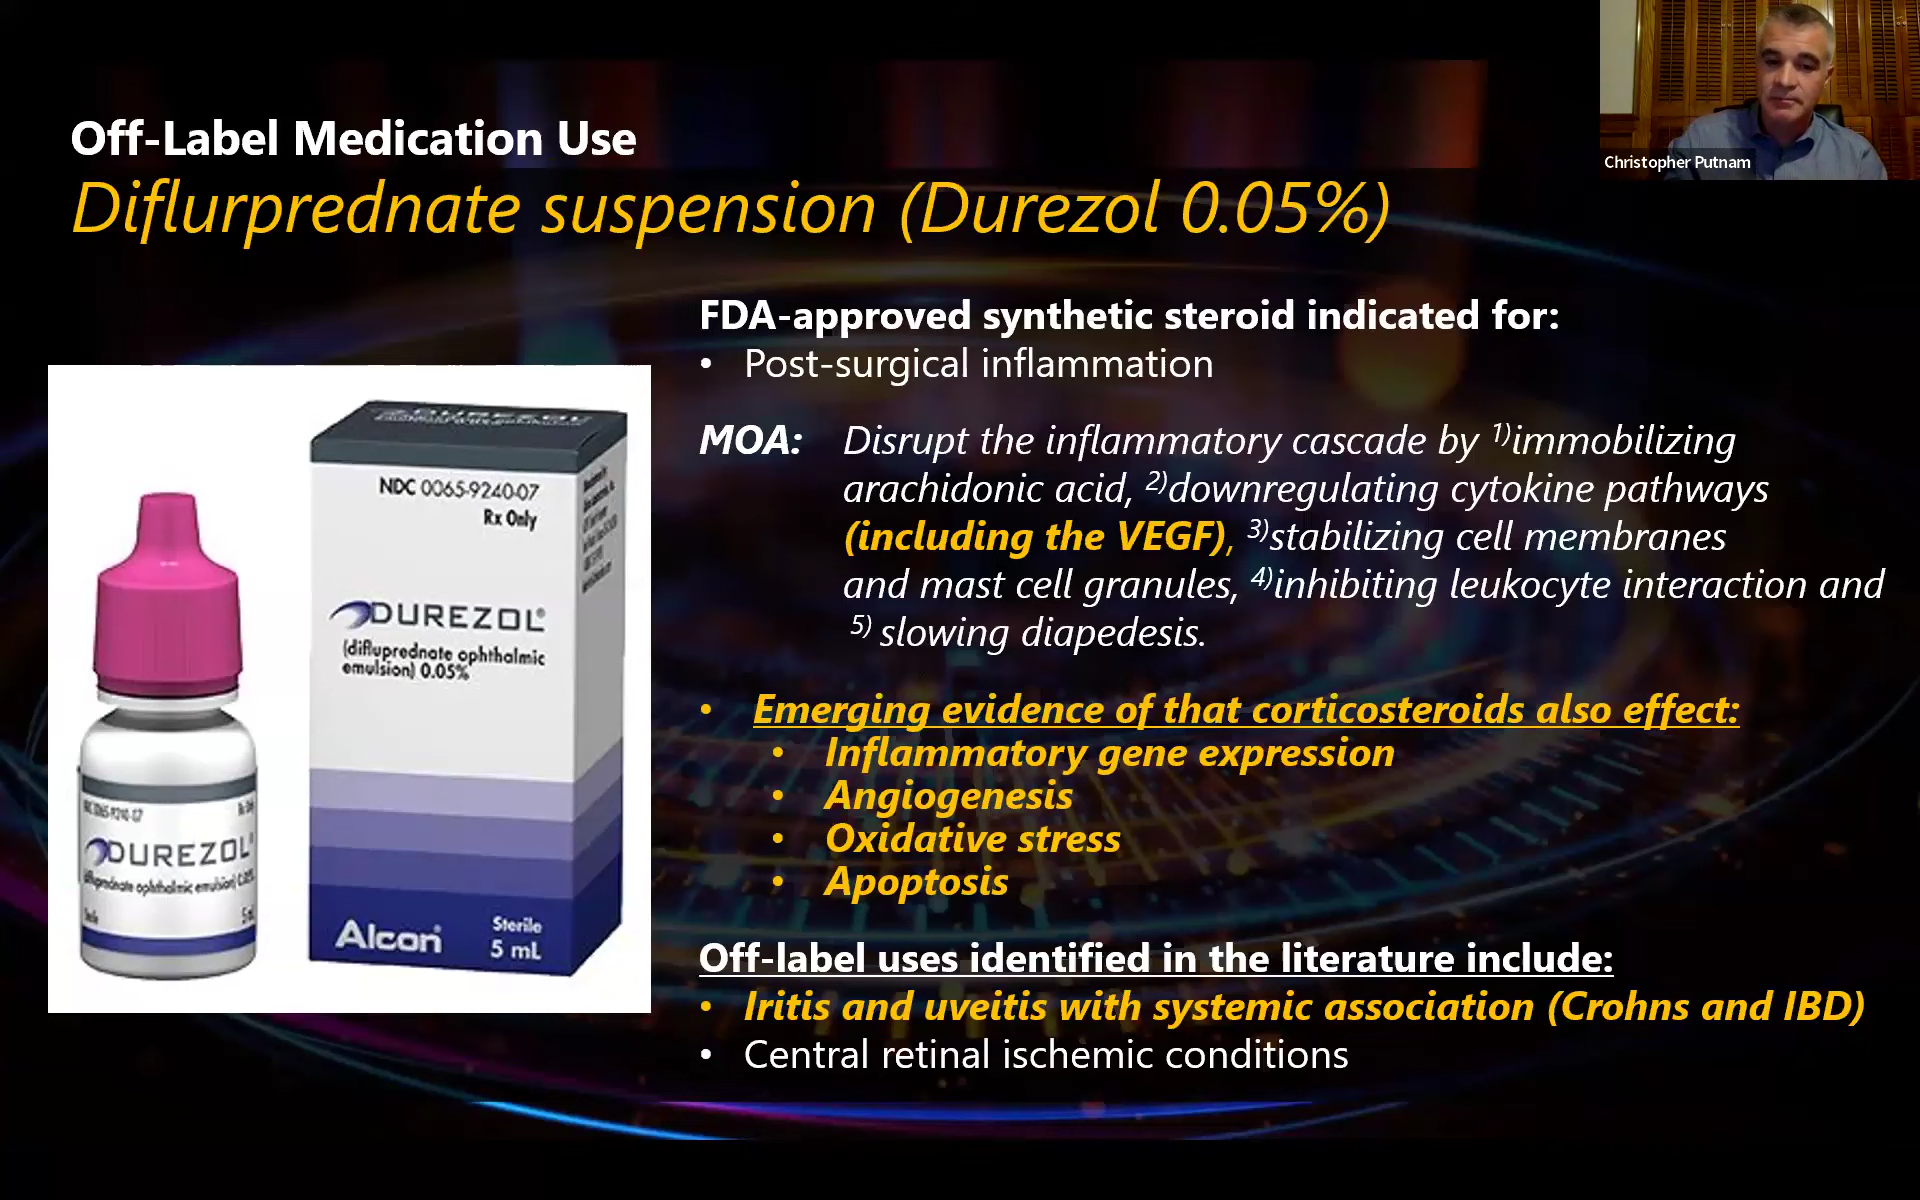 Christopher Putnam
Off-Label Medication Use
Diflurprednate suspension (Durezol 0.05%)
FDA-approved synthetic steroid indicated for:
• Post-surgical inflammation
MOA: Disrupt the inflammatory cascade by 1)immobilizing
arachidonic acid, 2)downregulating cytokine pathways
(including the VEGF), 3)stabilizing cell membranes
and mast cell granules, 4)inhibiting leukocyte interaction and
5) slowing diapedesis.
• Emerging evidence of that corticosteroids also effect:
• Inflammatory gene expression
• Angiogenesis
• Oxidative stress
• Apoptosis
Off-label uses identified in the literature include:
• Iritis and uveitis with systemic association (Crohns and IBD)
• Central retinal ischemic conditions
DUREZOL
NDC 0065-9240-07
Rx Only
DUREZOL®
(difluprednate ophthalmic
emulsion) 0.05%
Alcon®
Sterile
5 mL
DUREZOL®
difluprednate ophthalmic emulsion)
Sterile